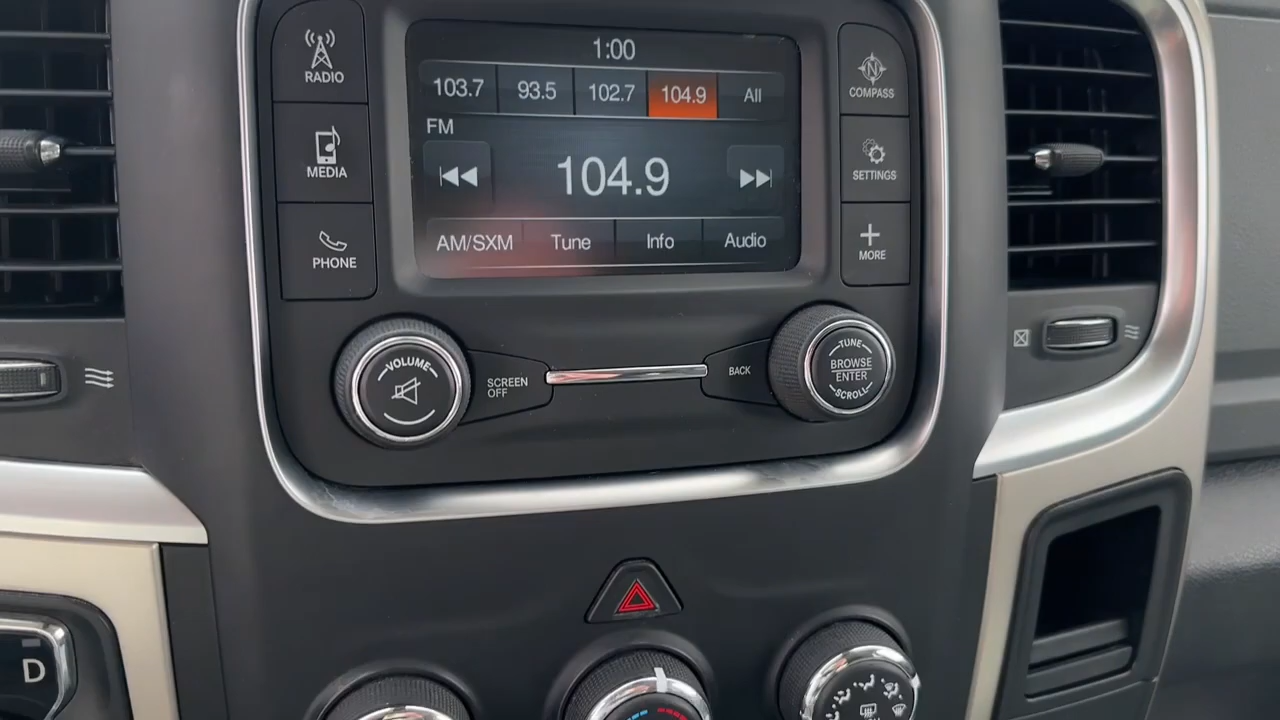 RADIO
MEDIA
PHONE
1:00
103.7 93.5 102.7 104.9 All
FM
104.9
AM/SXM Tune Info Audio
N
COMPASS
SETTINGS
MORE
VOLUME
SCREEN
OFF
BACK
TUNE
BROWSE
ENTER
SCROLL
D